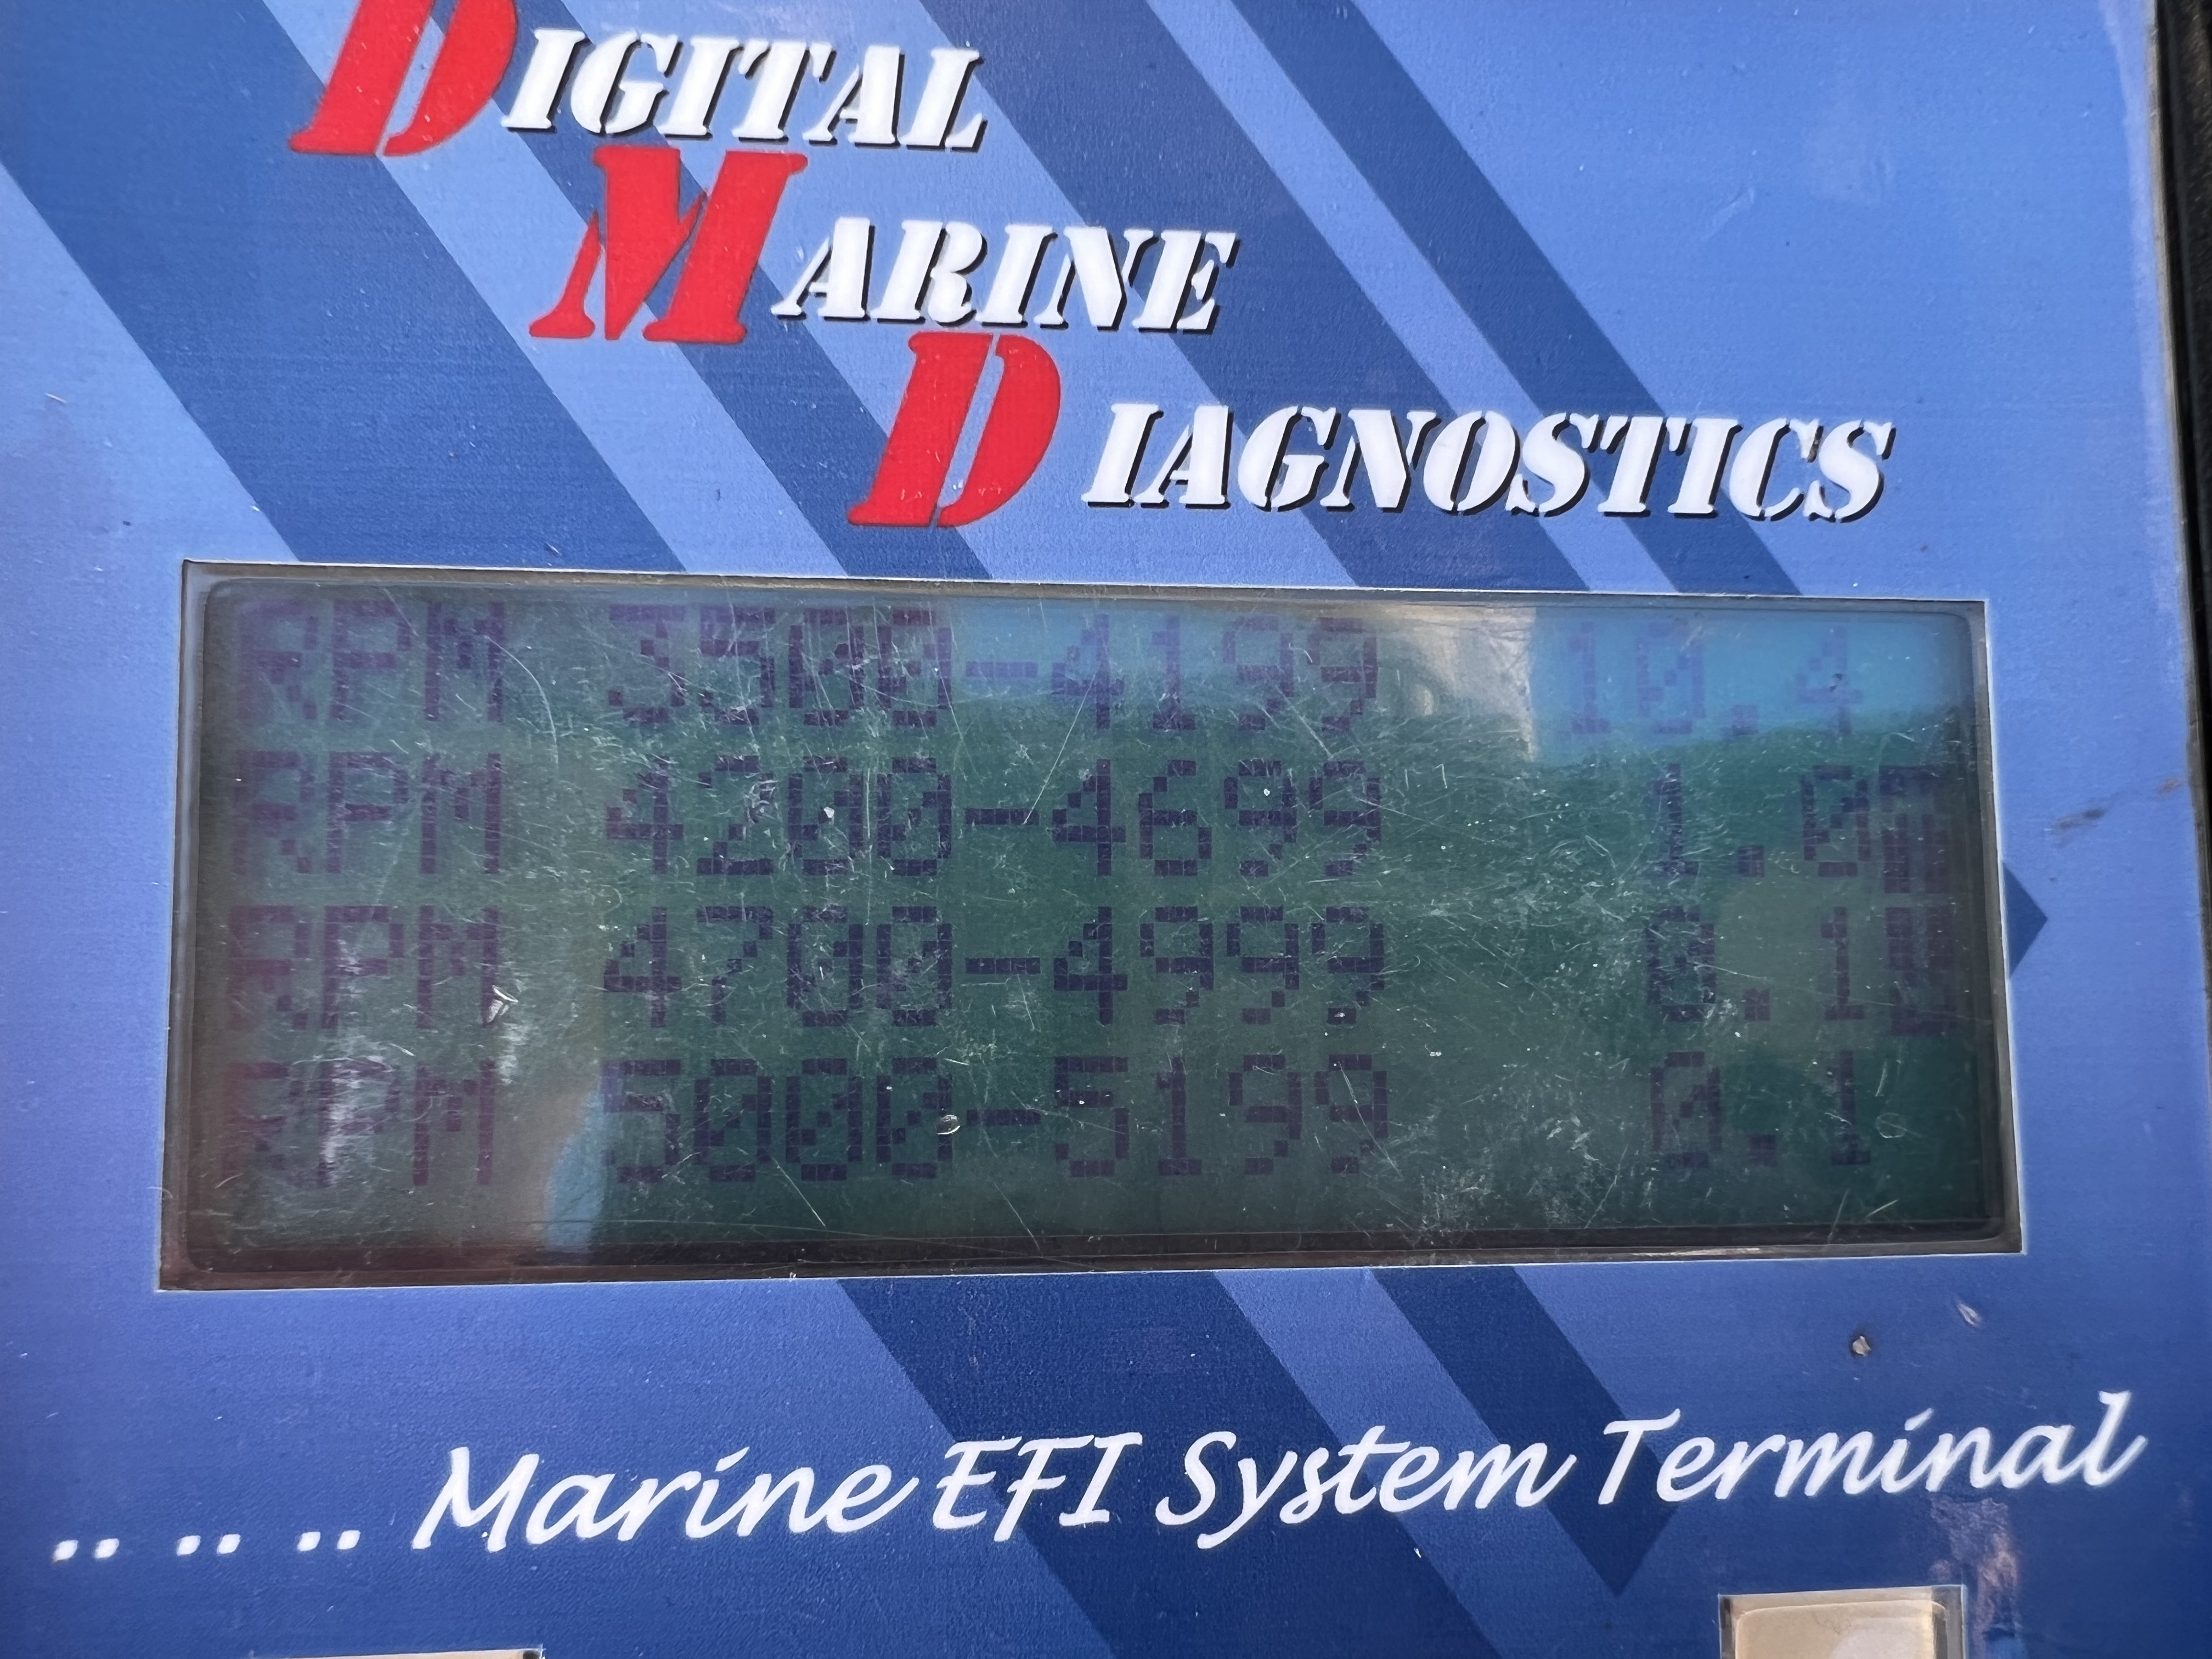 DIGITAL
MARINE
DIAGNOSTICS
RPM 3500-4199 10.4
RPM 4200-4699 1.0
RPM 4700-4999 0.1
RPM 5000-5199 0.1
.. .. .. Marine EFI System Terminal